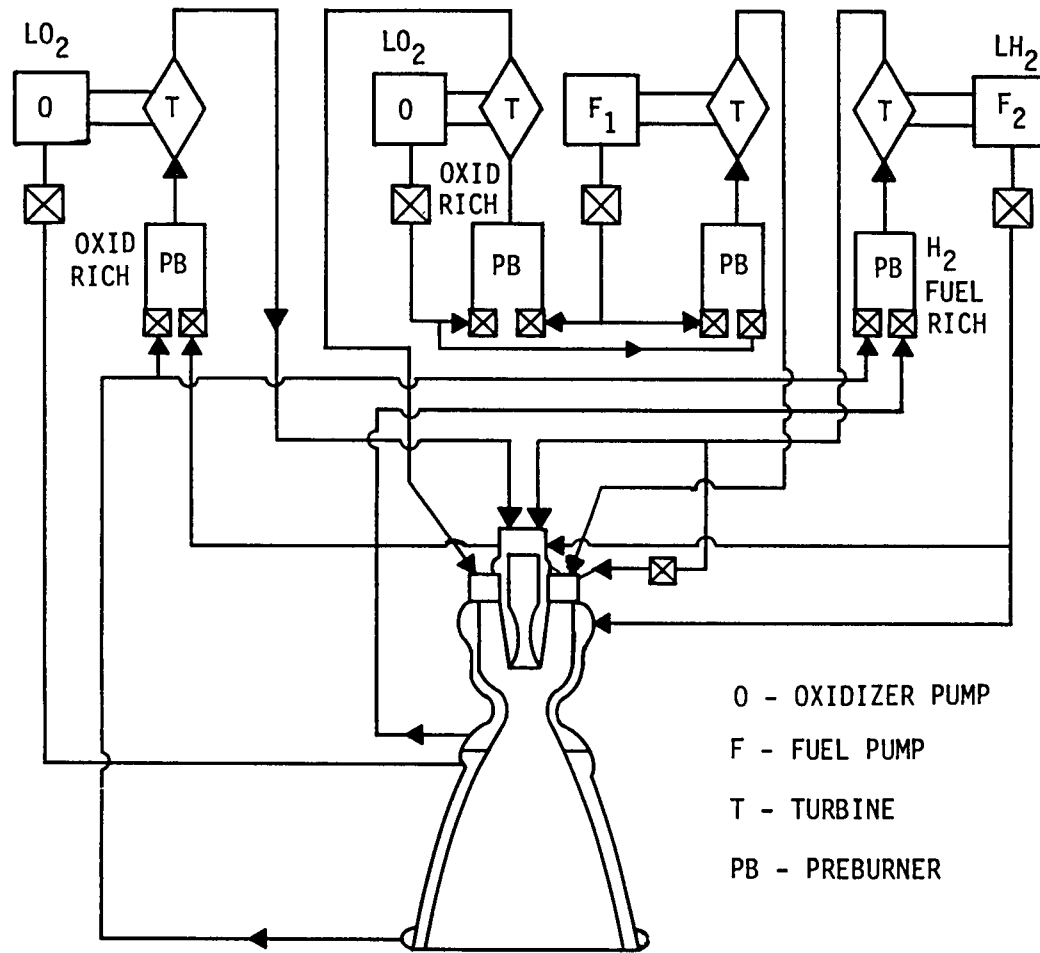 LO2
O
T
LO2
O
T
F1
T
T
LH2
F2
OXID
RICH
PB
OXID
RICH
PB
PB
PB
H2
FUEL
RICH
O - OXIDIZER PUMP
F - FUEL PUMP
T - TURBINE
PB - PREBURNER